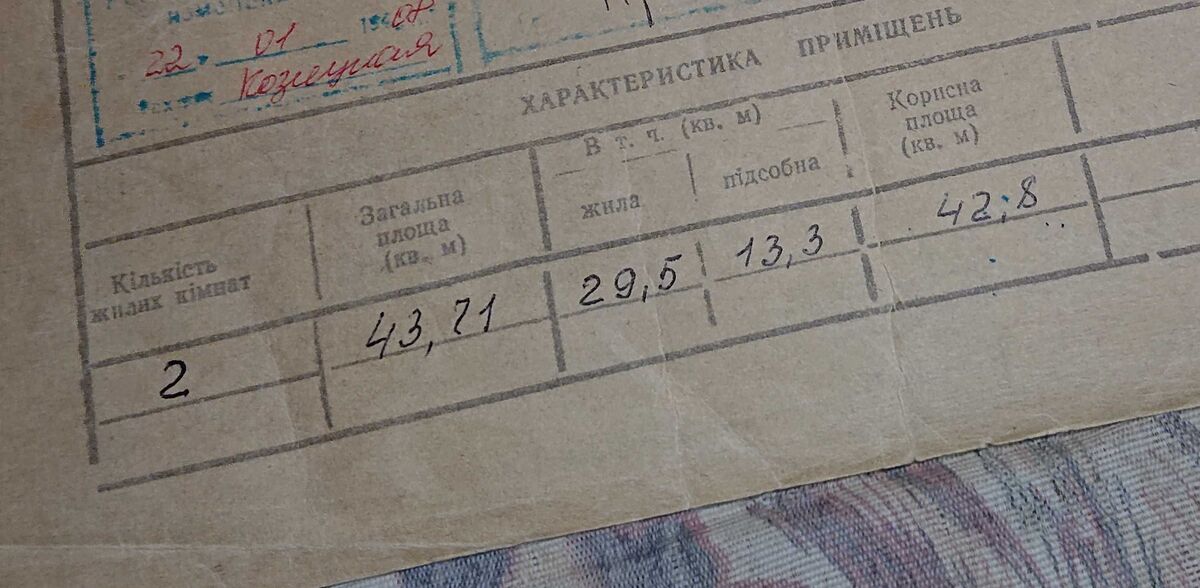 22 01
Козецкая
ХАРАКТЕРИСТИКА ПРИМІЩЕНЬ
Кількість
жилих кімнат
Загальна
площа
(кв. м)
В т. ч. (кв. м)
жила
підсобна
Корисна
площа
(кв. м)
2
43,71
29,5
13,3
42,8